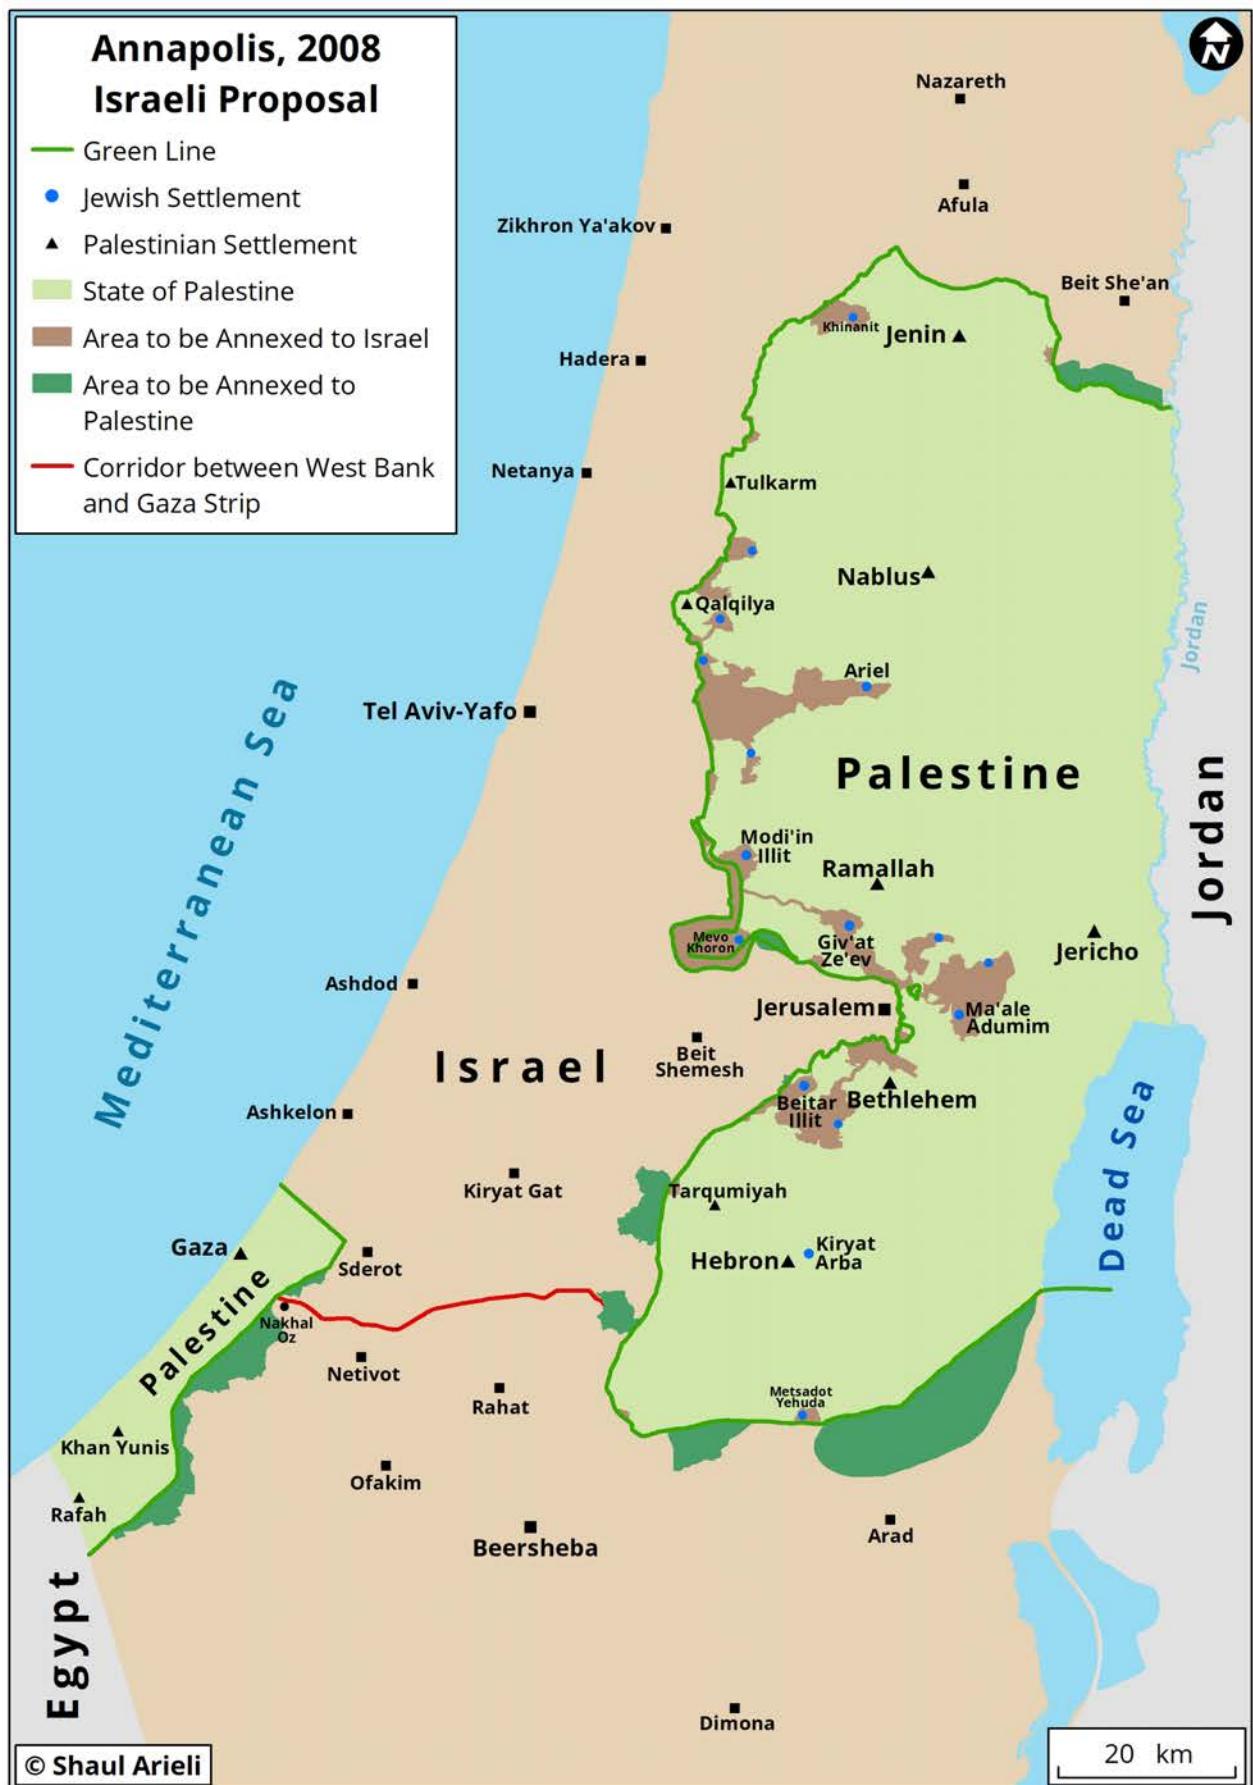 Annapolis, 2008
Israeli Proposal
Green Line
Jewish Settlement
Palestinian Settlement
State of Palestine
Area to be Annexed to Israel
Area to be Annexed to
Palestine
Corridor between West Bank
and Gaza Strip
N
Nazareth
Afula
Zikhron Ya'akov
Beit She'an
Khinanit
Jenin
Hadera
Netanya
Tulkarm
Nablus
Qalqilya
Jordan
Ariel
Tel Aviv-Yafo
Mediterranean Sea
Palestine
Jordan
Modi'in
Illit
Ramallah
Mevo
Khoron
Giv'at
Ze'ev
Jericho
Ashdod
Jerusalem
Ma'ale
Adumim
Israel
Beit
Shemesh
Ashkelon
Beitar
Illit
Bethlehem
Dead Sea
Kiryat Gat
Tarqumiyah
Gaza
Sderot
Hebron
Kiryat
Arba
Palestine
Nakhal
Oz
Netivot
Rahat
Metsadot
Yehuda
Khan Yunis
Ofakim
Rafah
Beersheba
Arad
Egypt
Dimona
© Shaul Arieli
20 km